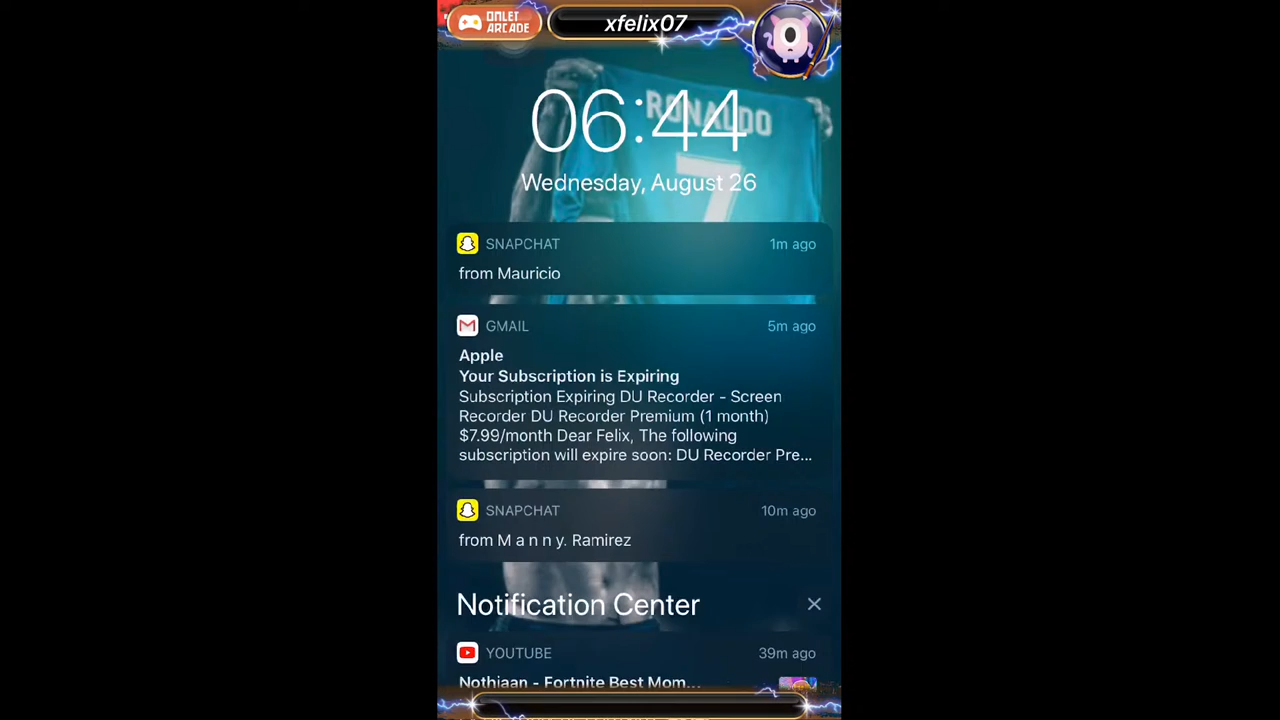 OMLET
ARCADE
xfelix07
RONALDO
7
06:44
Wednesday, August 26
SNAPCHAT 1m ago
from Mauricio
GMAIL 5m ago
Apple
Your Subscription is Expiring
Subscription Expiring DU Recorder - Screen
Recorder DU Recorder Premium (1 month)
$7.99/month Dear Felix, The following
subscription will expire soon: DU Recorder Pre...
SNAPCHAT 10m ago
from M a n n y. Ramirez
Notification Center
YOUTUBE 39m ago
Nothiaan - Fortnite Best Mom...